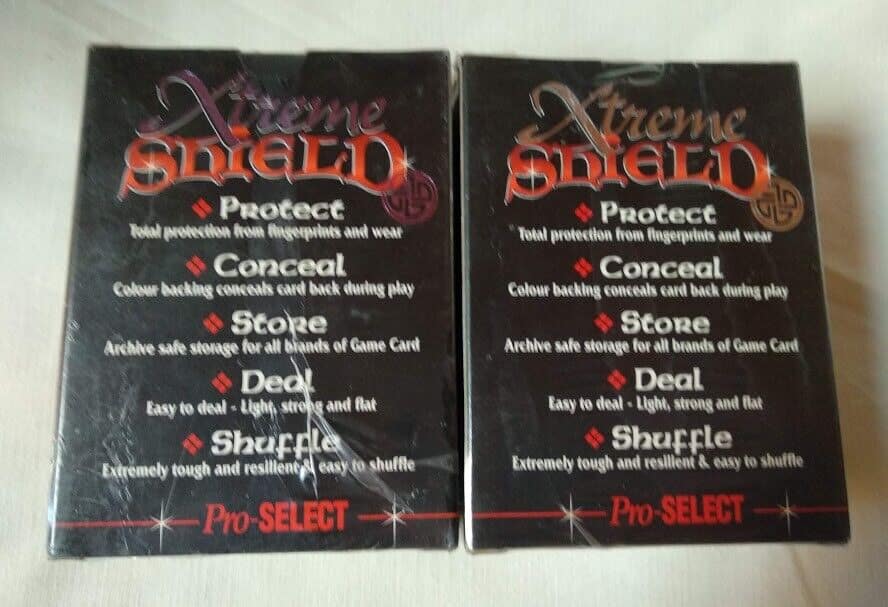 Xtreme
Shield
Protect
Total protection from fingerprints and wear
Conceal
Colour backing conceals card back during play
Store
Archive safe storage for all brands of Game Card
Deal
Easy to deal - Light, strong and flat
Shuffle
Extremely tough and resilient & easy to shuffle
Pro-SELECT
Xtreme
Shield
Protect
Total protection from fingerprints and wear
Conceal
Colour backing conceals card back during play
Store
Archive safe storage for all brands of Game Card
Deal
Easy to deal - Light, strong and flat
Shuffle
Extremely tough and resilient & easy to shuffle
Pro-SELECT